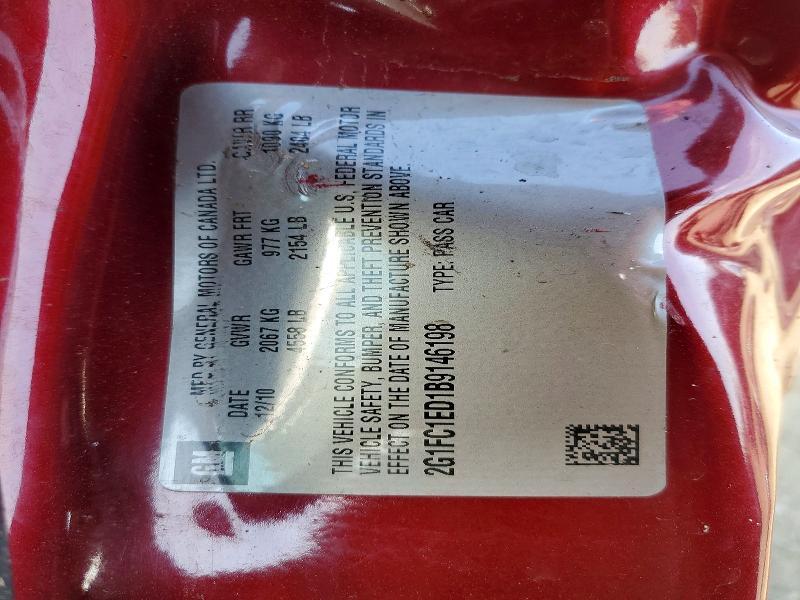 GM
MFD BY GENERAL MOTORS OF CANADA LTD.
DATE GVWR GAWR FRT GAWR RR
12/10 2067 KG 977 KG 1090 KG
4558 LB 2154 LB 2404 LB
THIS VEHICLE CONFORMS TO ALL APPLICABLE U.S. FEDERAL MOTOR
VEHICLE SAFETY, BUMPER, AND THEFT PREVENTION STANDARDS IN
EFFECT ON THE DATE OF MANUFACTURE SHOWN ABOVE.
2G1FC1ED1B9146198 TYPE: PASS CAR